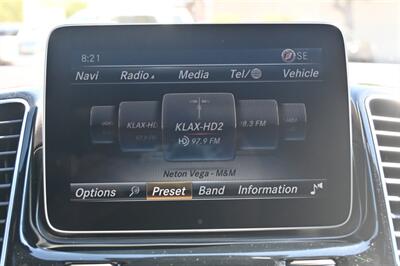 8:21 SE
Navi Radio Media Tel/ Vehicle
KLAX-HD KLAX-HD2 8.3 FM
97.9 FM
Neton Vega - M&M
Options Preset Band Information